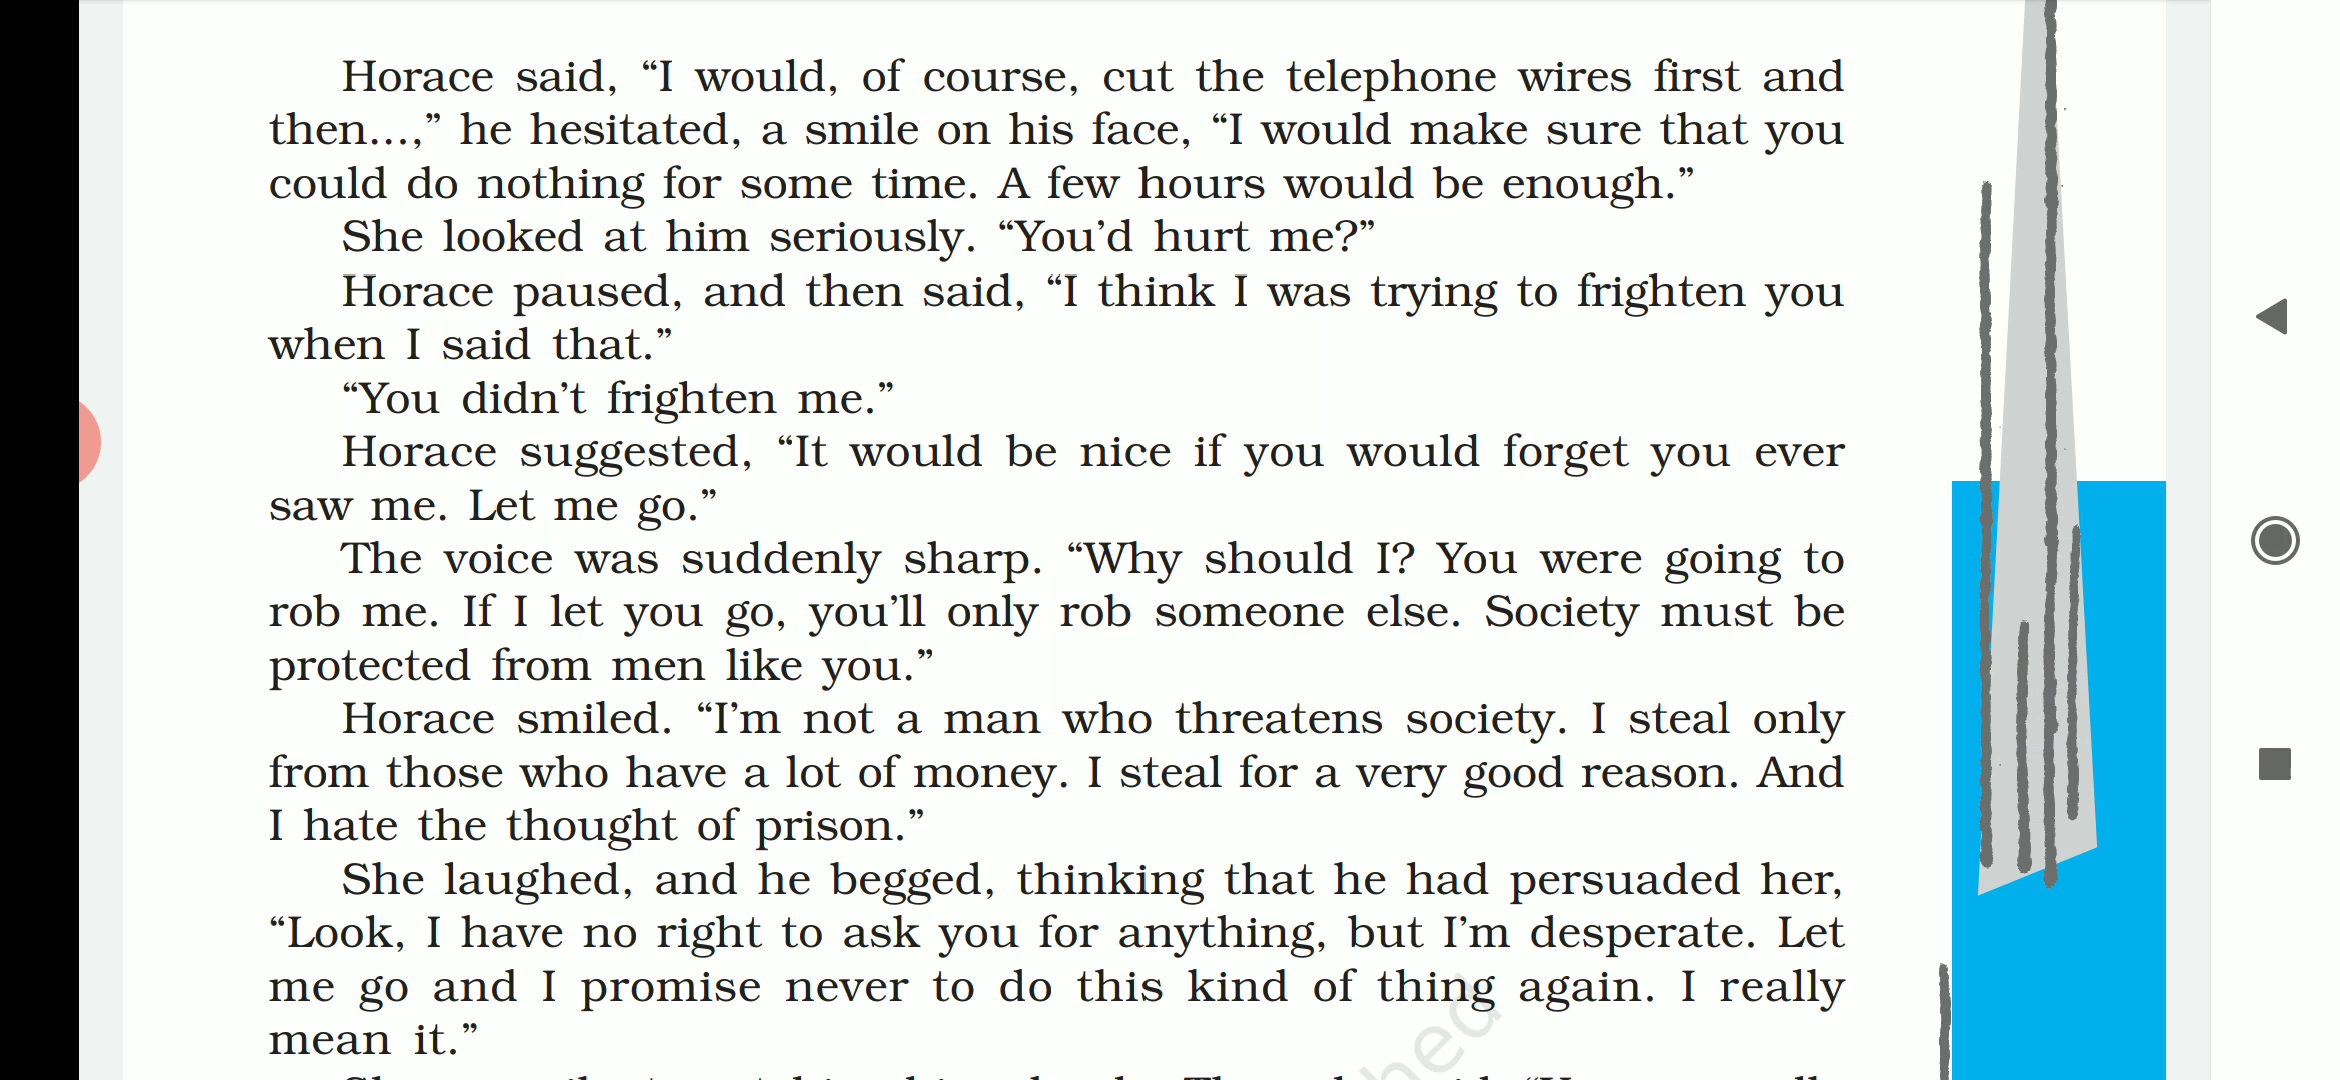 Horace said, “I would, of course, cut the telephone wires first and
then...,” he hesitated, a smile on his face, “I would make sure that you
could do nothing for some time. A few hours would be enough.”
She looked at him seriously. “You’d hurt me?”
Horace paused, and then said, “I think I was trying to frighten you
when I said that.”
“You didn’t frighten me.”
Horace suggested, “It would be nice if you would forget you ever
saw me. Let me go.”
The voice was suddenly sharp. “Why should I? You were going to
rob me. If I let you go, you’ll only rob someone else. Society must be
protected from men like you.”
Horace smiled. “I’m not a man who threatens society. I steal only
from those who have a lot of money. I steal for a very good reason. And
I hate the thought of prison.”
She laughed, and he begged, thinking that he had persuaded her,
“Look, I have no right to ask you for anything, but I’m desperate. Let
me go and I promise never to do this kind of thing again. I really
mean it.”